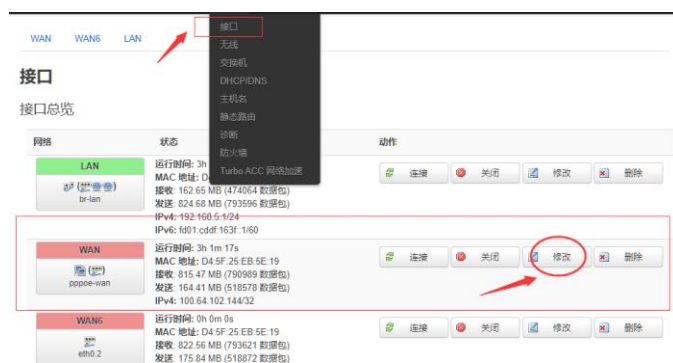 WAN WAN6 LAN
接口
无线
交换机
DHCP/DNS
主机名
静态路由
诊断
防火墙
Turbo ACC 网络加速
接口
接口总览
网络 状态 动作
LAN
br-lan
运行时间: 3h
MAC 地址: D4
接收: 162.65 MB (474064 数据包)
发送: 824.68 MB (793596 数据包)
IPv4: 192.168.5.1/24
IPv6: fd01:cddf:163f::1/60
连接 关闭 修改 删除
WAN
pppoe-wan
运行时间: 3h 1m 17s
MAC 地址: D4:5F:25:EB:5E:19
接收: 815.47 MB (790989 数据包)
发送: 164.41 MB (518578 数据包)
IPv4: 100.64.102.144/32
连接 关闭 修改 删除
WAN6
eth0.2
运行时间: 0h 0m 0s
MAC 地址: D4:5F:25:EB:5E:19
接收: 822.56 MB (793621 数据包)
发送: 175.84 MB (518872 数据包)
连接 关闭 修改 删除